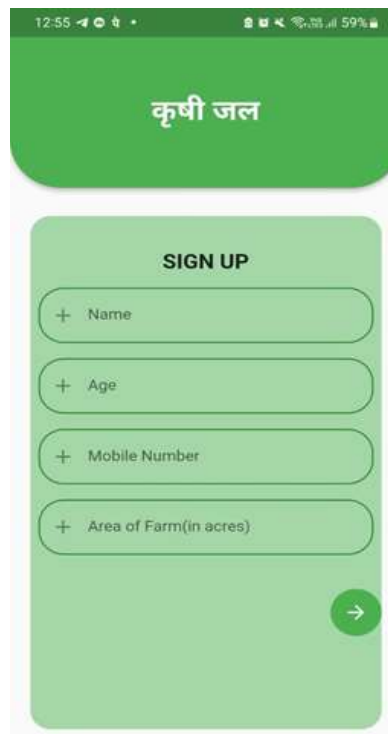 12:55 59%
कृषी जल
SIGN UP
Name
Age
Mobile Number
Area of Farm(in acres)